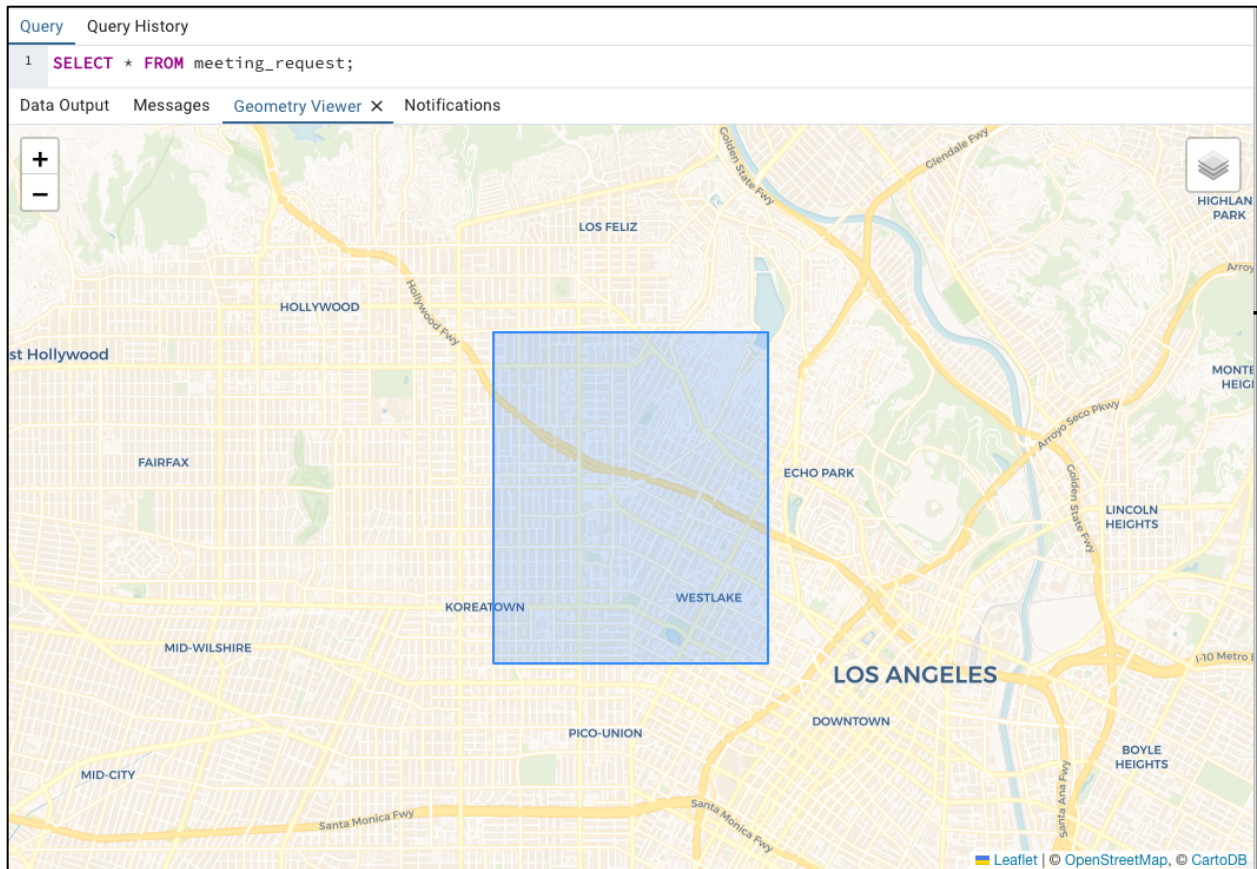 Query Query History
1 SELECT * FROM meeting_request;
Data Output Messages Geometry Viewer × Notifications
+
−
Golden State Fwy
Glendale Fwy
HIGHLAN
PARK
LOS FELIZ
Arroy
Hollywood Fwy
HOLLYWOOD
st Hollywood
MONTE
HEIGI
Arroyo Seco Pkwy
FAIRFAX
ECHO PARK
Golden State Fwy
LINCOLN
HEIGHTS
WESTLAKE
KOREATOWN
MID-WILSHIRE
I-10 Metro
LOS ANGELES
DOWNTOWN
PICO-UNION
BOYLE
HEIGHTS
MID-CITY
Santa Ana Fwy
Santa Monica Fwy
Santa Monica Fwy
Leaflet | © OpenStreetMap, © CartoDB